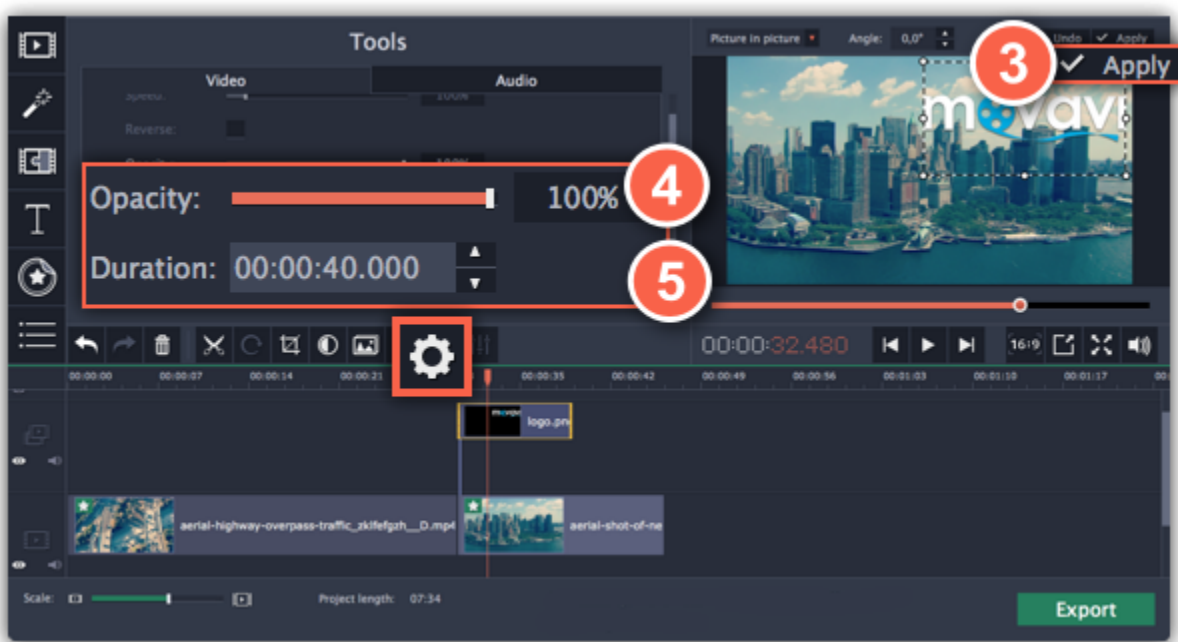 Tools
Video
Audio
Speed:
100%
Reverse:
Opacity:
100%
Duration: 00:00:40.000
4
5
Picture in picture
Angle: 0,0°
Undo
Apply
3
Apply
movavi
00:00:32.480
16:9
00:00:00 00:00:07 00:00:14 00:00:21 00:00:35 00:00:42 00:00:49 00:00:56 00:01:03 00:01:10 00:01:17
movavi
logo.pn
aerial-highway-overpass-traffic_zklfefgzh__D.mp4
aerial-shot-of-ne
Scale:
Project length: 07:34
Export